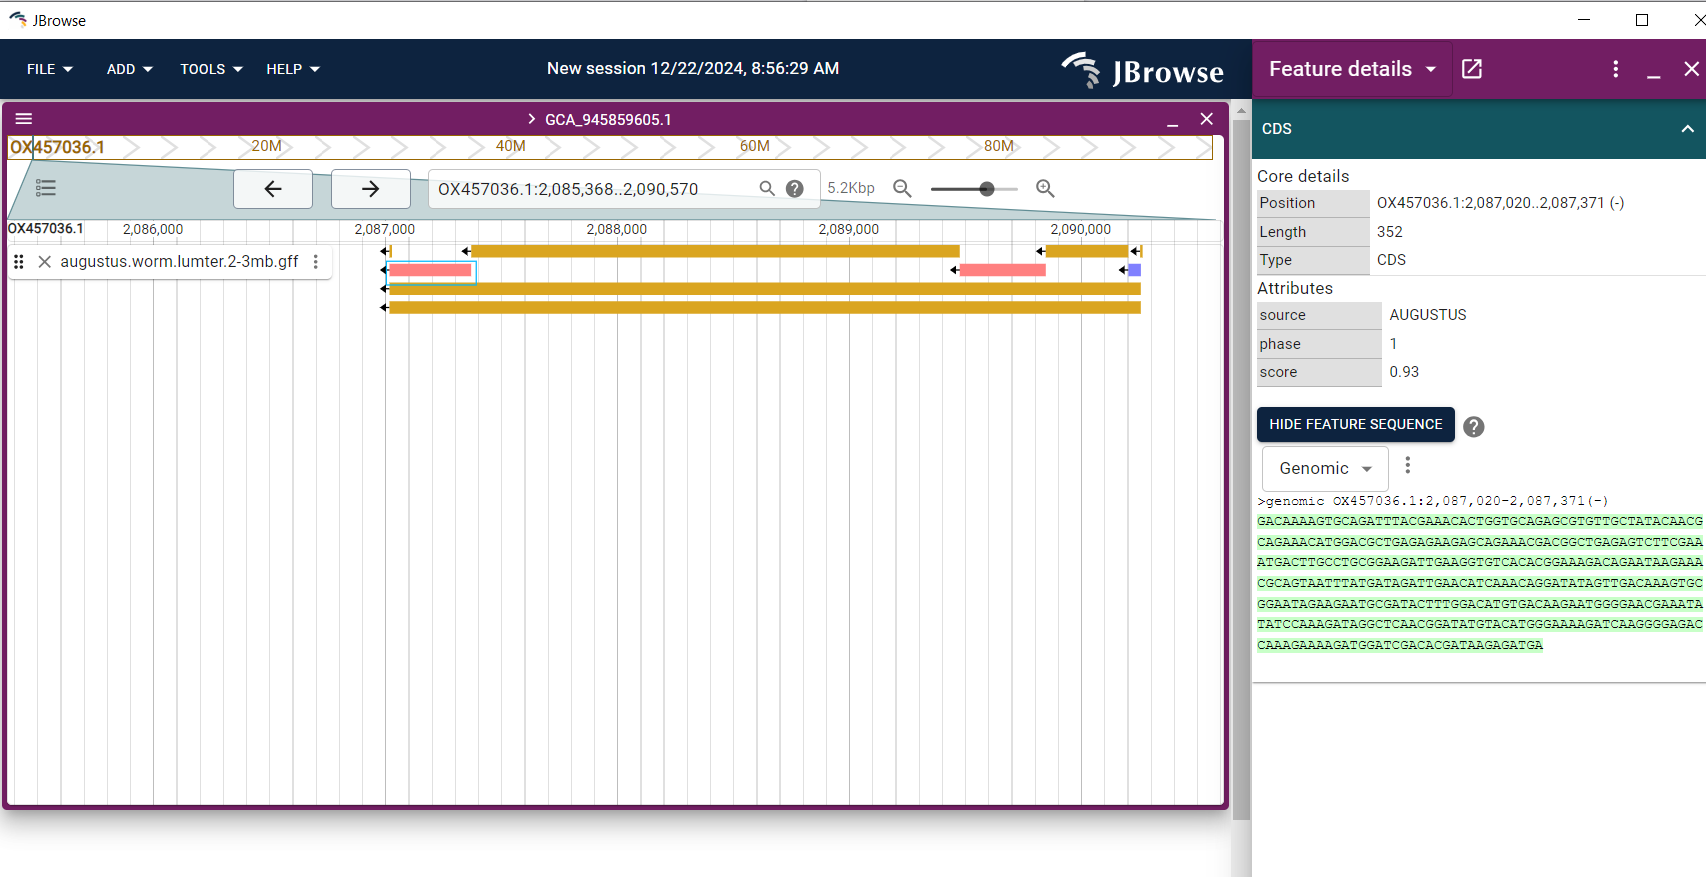 JBrowse
FILE ADD TOOLS HELP New session 12/22/2024, 8:56:29 AM JBrowse
GCA_945859605.1
OX457036.1 20M 40M 60M 80M
OX457036.1:2,085,368..2,090,570 5.2Kbp
OX457036.1 2,086,000 2,087,000 2,088,000 2,089,000 2,090,000
augustus.worm.lumter.2-3mb.gff
Feature details
CDS
Core details
Position OX457036.1:2,087,020..2,087,371 (-)
Length 352
Type CDS
Attributes
source AUGUSTUS
phase 1
score 0.93
HIDE FEATURE SEQUENCE ?
Genomic
>genomic OX457036.1:2,087,020-2,087,371(-)
GACAAAAGTGCAGATTTACGAAACACTGGTGCAGAGCGTGTTGCTATACAACG
CAGAAACATGGACGCTGAGAGAAGAGCAGAAACGACGGCTGAGAGTCTTCGAA
ATGACTTGCCTGCGGAAGATTGAAGGTGTCACACGGAAAGACAGAATAAGAAA
CGCAGTAATTTATGATAGATTGAACATCAAACAGGATATAGTTGACAAAGTGC
GGAATAGAAGAATGCGATACTTTGGACATGTGACAAGAATGGGGAACGAAATA
TATCCAAAGATAGGCTCAACGGATATGTACATGGGAAAAGATCAAGGGGAGAC
CAAAGAAAAGATGGATCGACACGATAAGAGATGA